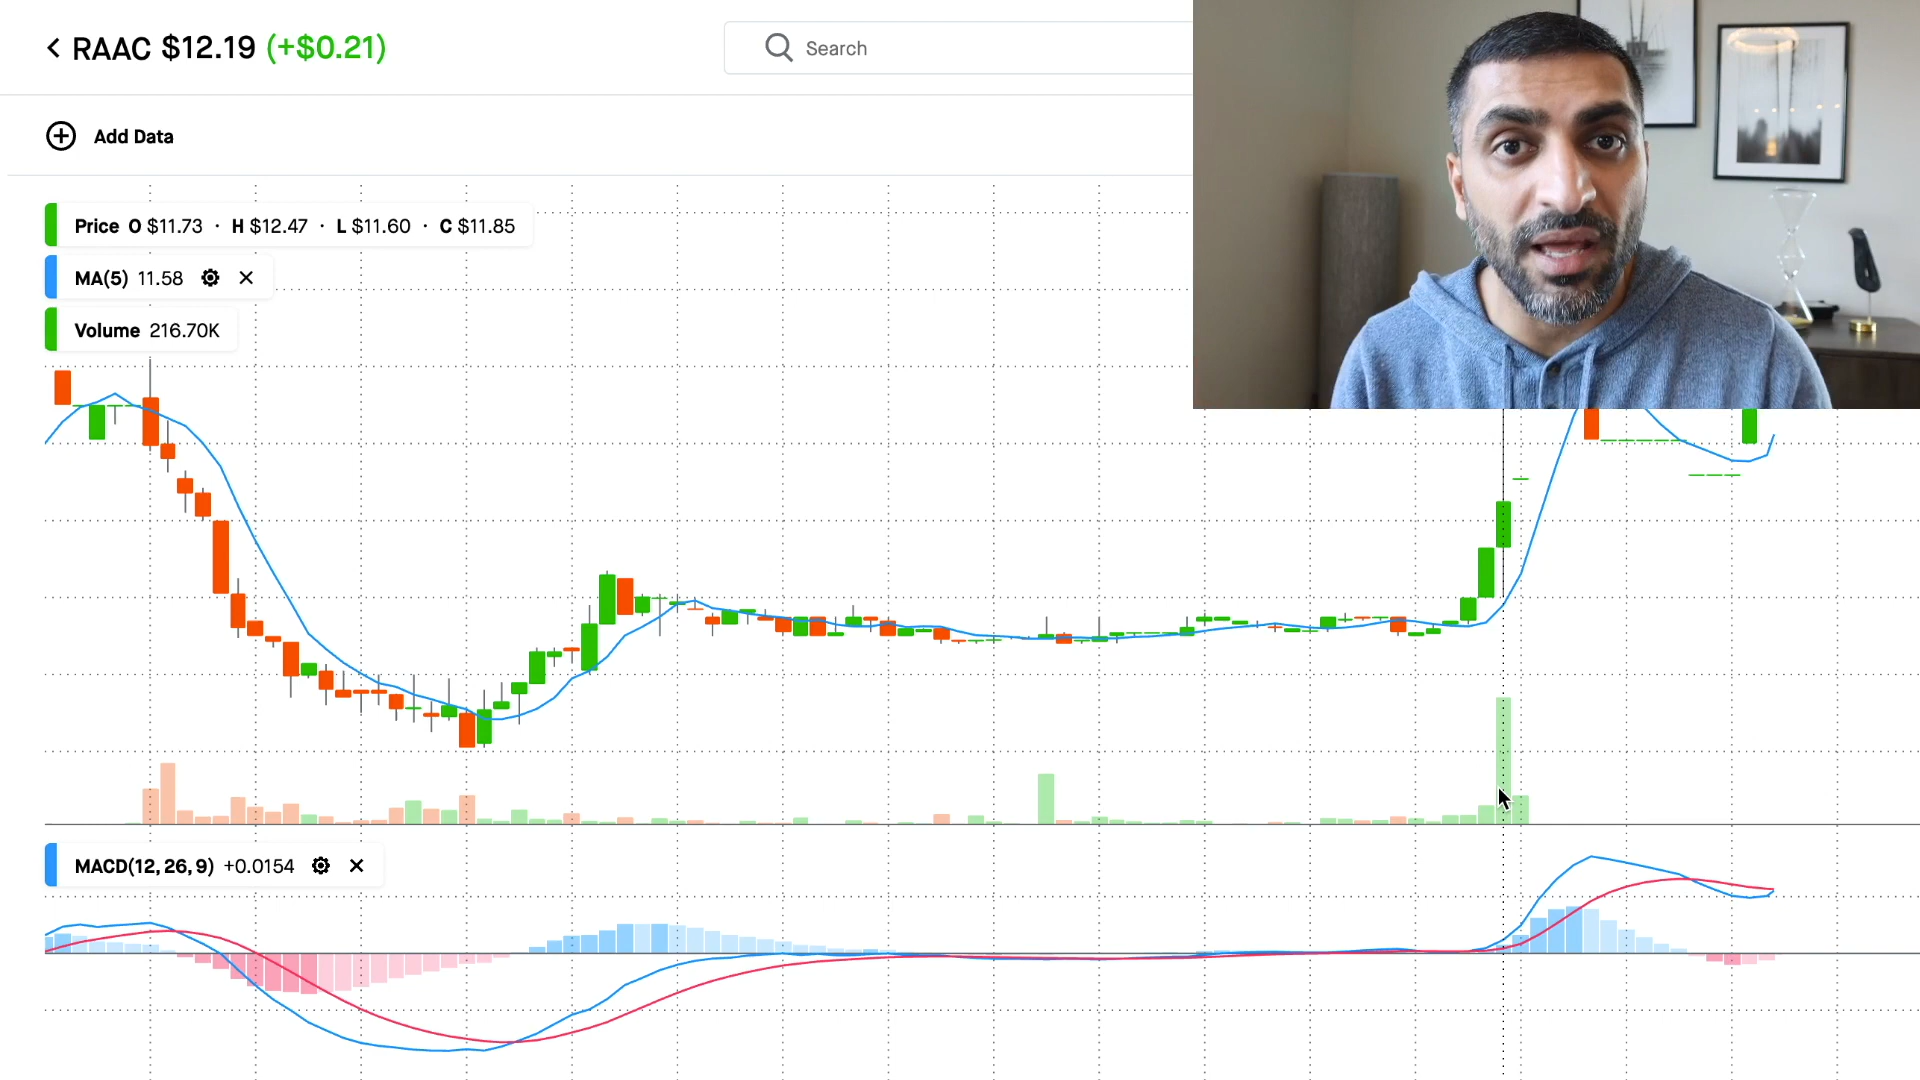 RAAC $12.19 (+$0.21)
Search
Add Data
Price O $11.73 · H $12.47 · L $11.60 · C $11.85
MA(5) 11.58
Volume 216.70K
MACD(12, 26, 9) +0.0154